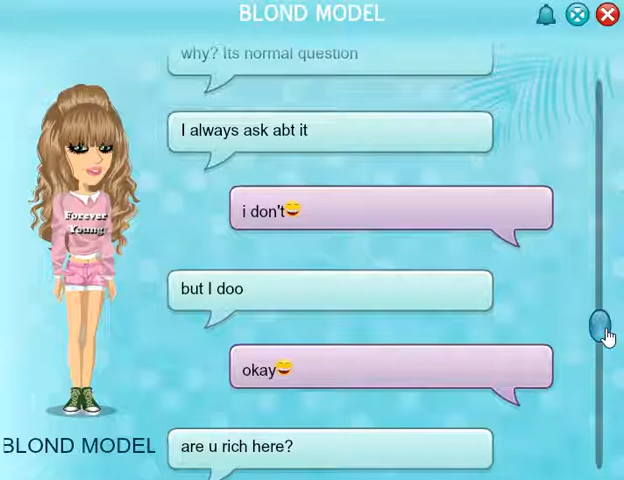 BLOND MODEL
why? Its normal question
I always ask abt it
i don't😄
but I doo
okay😄
are u rich here?
Forever
Young
BLOND MODEL